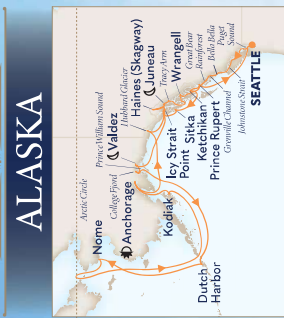 ALASKA
Arctic Circle
Nome
College Fjord
Anchorage
Prince William Sound
Valdez
Hubbard Glacier
Haines (Skagway)
Juneau
Tracy Arm
Wrangell
Great Bear
Rainforest
Bella Bella
Puget
Sound
SEATTLE
Johnstone Strait
Grenville Channel
Prince Rupert
Ketchikan
Sitka
Icy Strait
Point
Kodiak
Dutch
Harbor